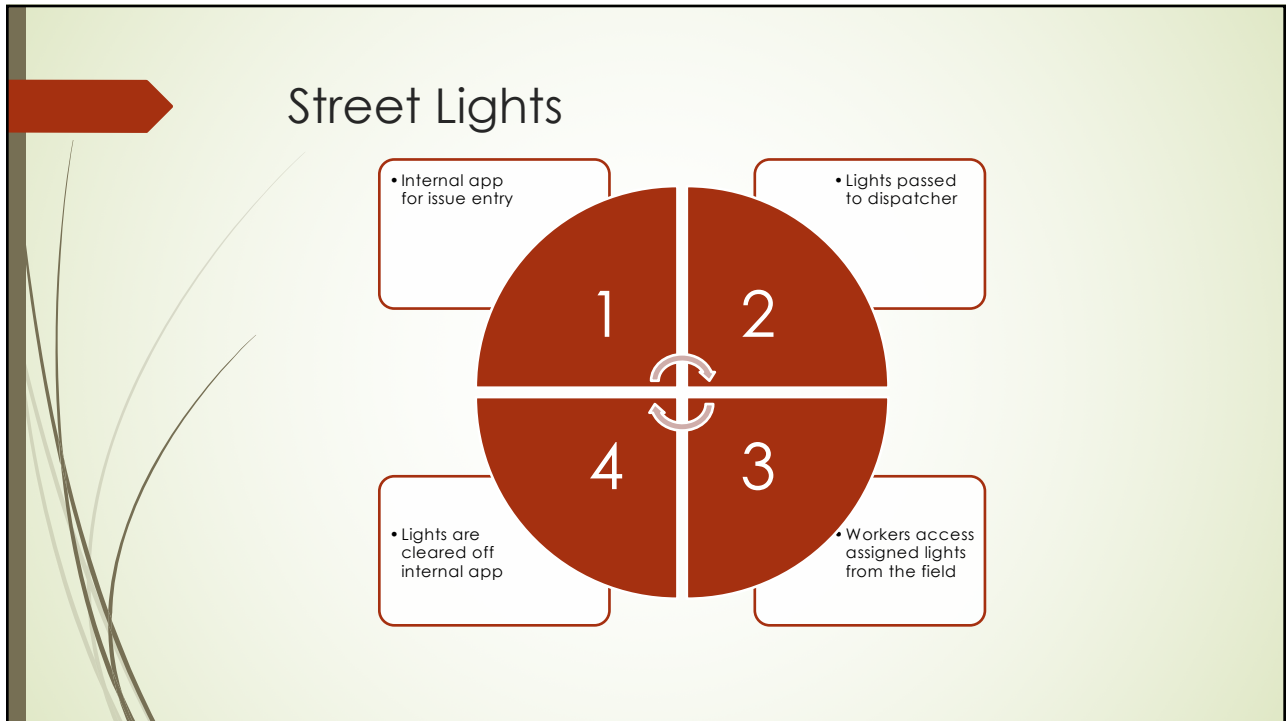 Street Lights
• Internal app
for issue entry
• Lights passed
to dispatcher
1
2
4
3
• Lights are
cleared off
internal app
• Workers access
assigned lights
from the field